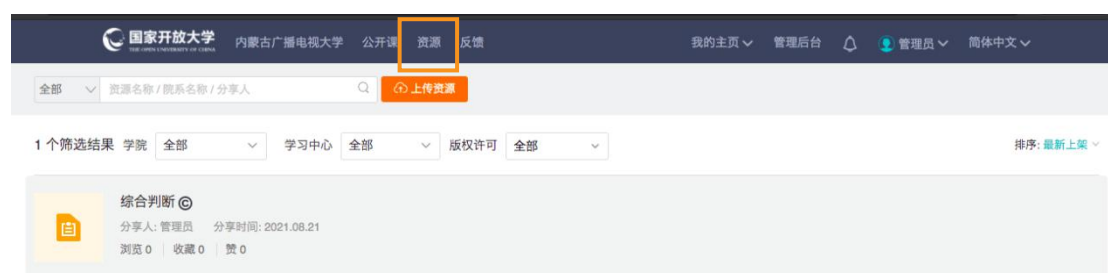 国家开放大学 内蒙古广播电视大学 公开课 资源 反馈 我的主页 管理后台 管理员 简体中文
THE OPEN UNIVERSITY OF CHINA
全部 资源名称 / 院系名称 / 分享人 上传资源
1 个筛选结果 学院 全部 学习中心 全部 版权许可 全部 排序: 最新上架
综合判断 ©
分享人: 管理员 分享时间: 2021.08.21
浏览 0 收藏 0 赞 0